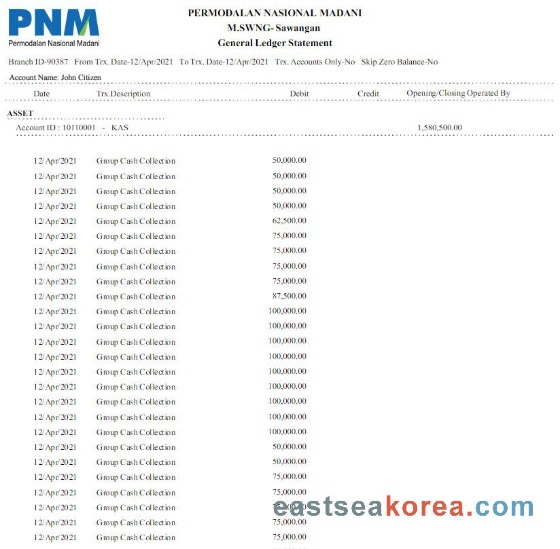 PNM
Permodalan Nasional Madani
PERMODALAN NASIONAL MADANI
M.SWNG- Sawangan
General Ledger Statement
Branch ID-90387 From Trx. Date-12/Apr/2021 To Trx. Date-12/Apr/2021 Trx. Accounts Only-No Skip Zero Balance-No
Account Name: John Citizen
Date Trx.Description Debit Credit Opening/Closing Operated By
ASSET
Account ID : 10110001 - KAS 1,580,500.00
12/Apr/2021 Group Cash Collection 50,000.00
12/Apr/2021 Group Cash Collection 50,000.00
12/Apr/2021 Group Cash Collection 50,000.00
12/Apr/2021 Group Cash Collection 50,000.00
12/Apr/2021 Group Cash Collection 62,500.00
12/Apr/2021 Group Cash Collection 75,000.00
12/Apr/2021 Group Cash Collection 75,000.00
12/Apr/2021 Group Cash Collection 75,000.00
12/Apr/2021 Group Cash Collection 75,000.00
12/Apr/2021 Group Cash Collection 87,500.00
12/Apr/2021 Group Cash Collection 100,000.00
12/Apr/2021 Group Cash Collection 100,000.00
12/Apr/2021 Group Cash Collection 100,000.00
12/Apr/2021 Group Cash Collection 100,000.00
12/Apr/2021 Group Cash Collection 100,000.00
12/Apr/2021 Group Cash Collection 100,000.00
12/Apr/2021 Group Cash Collection 100,000.00
12/Apr/2021 Group Cash Collection 100,000.00
12/Apr/2021 Group Cash Collection 100,000.00
12/Apr/2021 Group Cash Collection 50,000.00
12/Apr/2021 Group Cash Collection 50,000.00
12/Apr/2021 Group Cash Collection 75,000.00
12/Apr/2021 Group Cash Collection 75,000.00
12/Apr/2021 Group Cash Collection
eastseakorea.com
12/Apr/2021 Group Cash Collection 75,000.00
12/Apr/2021 Group Cash Collection 75,000.00